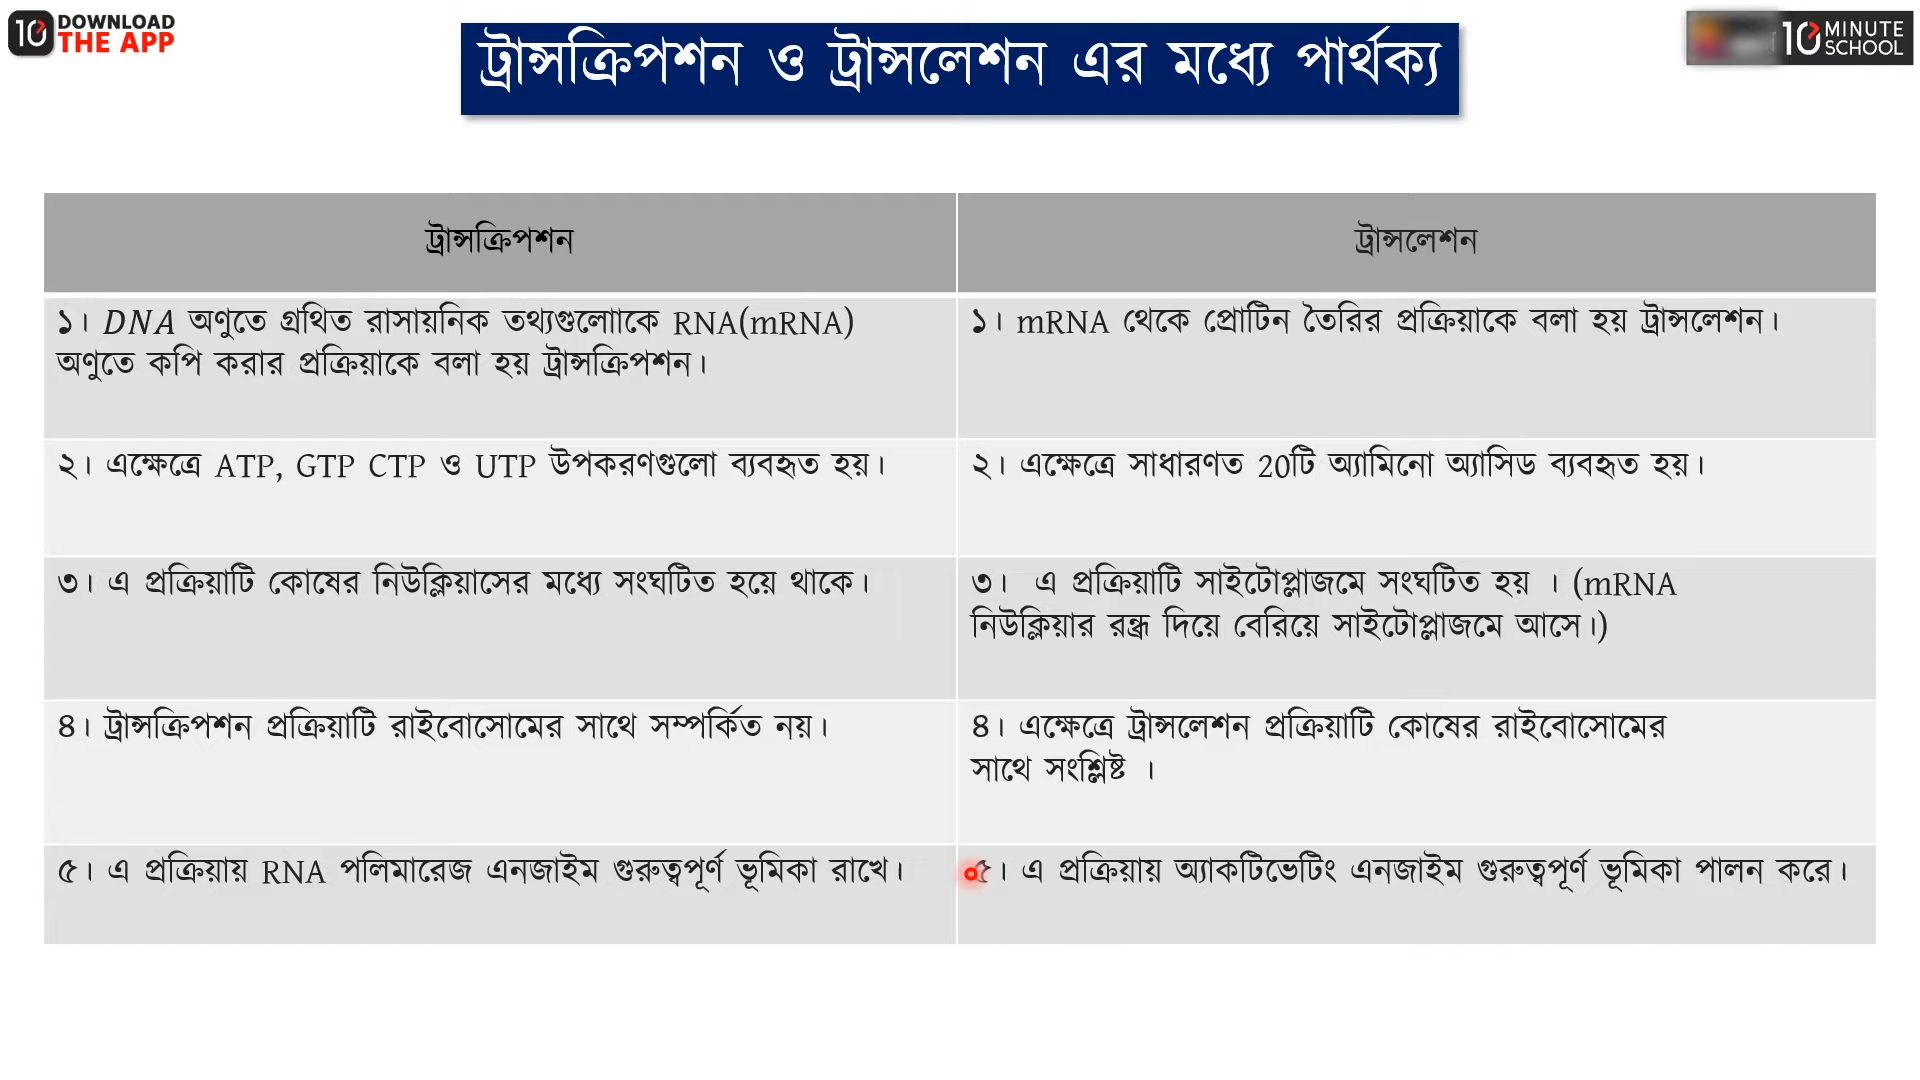 10 DOWNLOAD THE APP
10 MINUTE SCHOOL
ট্রান্সক্রিপশন ও ট্রান্সলেশন এর মধ্যে পার্থক্য
ট্রান্সক্রিপশন
ট্রান্সলেশন
১। DNA অণুতে গ্রথিত রাসায়নিক তথ্যগুলোাকে RNA(mRNA)
অণুতে কপি করার প্রক্রিয়াকে বলা হয় ট্রান্সক্রিপশন।
১। mRNA থেকে প্রোটিন তৈরির প্রক্রিয়াকে বলা হয় ট্রান্সলেশন।
২। এক্ষেত্রে ATP, GTP CTP ও UTP উপকরণগুলো ব্যবহৃত হয়।
২। এক্ষেত্রে সাধারণত 20টি অ্যামিনো অ্যাসিড ব্যবহৃত হয়।
৩। এ প্রক্রিয়াটি কোষের নিউক্লিয়াসের মধ্যে সংঘটিত হয়ে থাকে।
৩। এ প্রক্রিয়াটি সাইটোপ্লাজমে সংঘটিত হয় । (mRNA
নিউক্লিয়ার রন্ধ্র দিয়ে বেরিয়ে সাইটোপ্লাজমে আসে।)
৪। ট্রান্সক্রিপশন প্রক্রিয়াটি রাইবোসোমের সাথে সম্পর্কিত নয়।
৪। এক্ষেত্রে ট্রান্সলেশন প্রক্রিয়াটি কোষের রাইবোসোমের
সাথে সংশ্লিষ্ট ।
৫। এ প্রক্রিয়ায় RNA পলিমারেজ এনজাইম গুরুত্বপূর্ণ ভূমিকা রাখে।
৫। এ প্রক্রিয়ায় অ্যাকটিভেটিং এনজাইম গুরুত্বপূর্ণ ভূমিকা পালন করে।